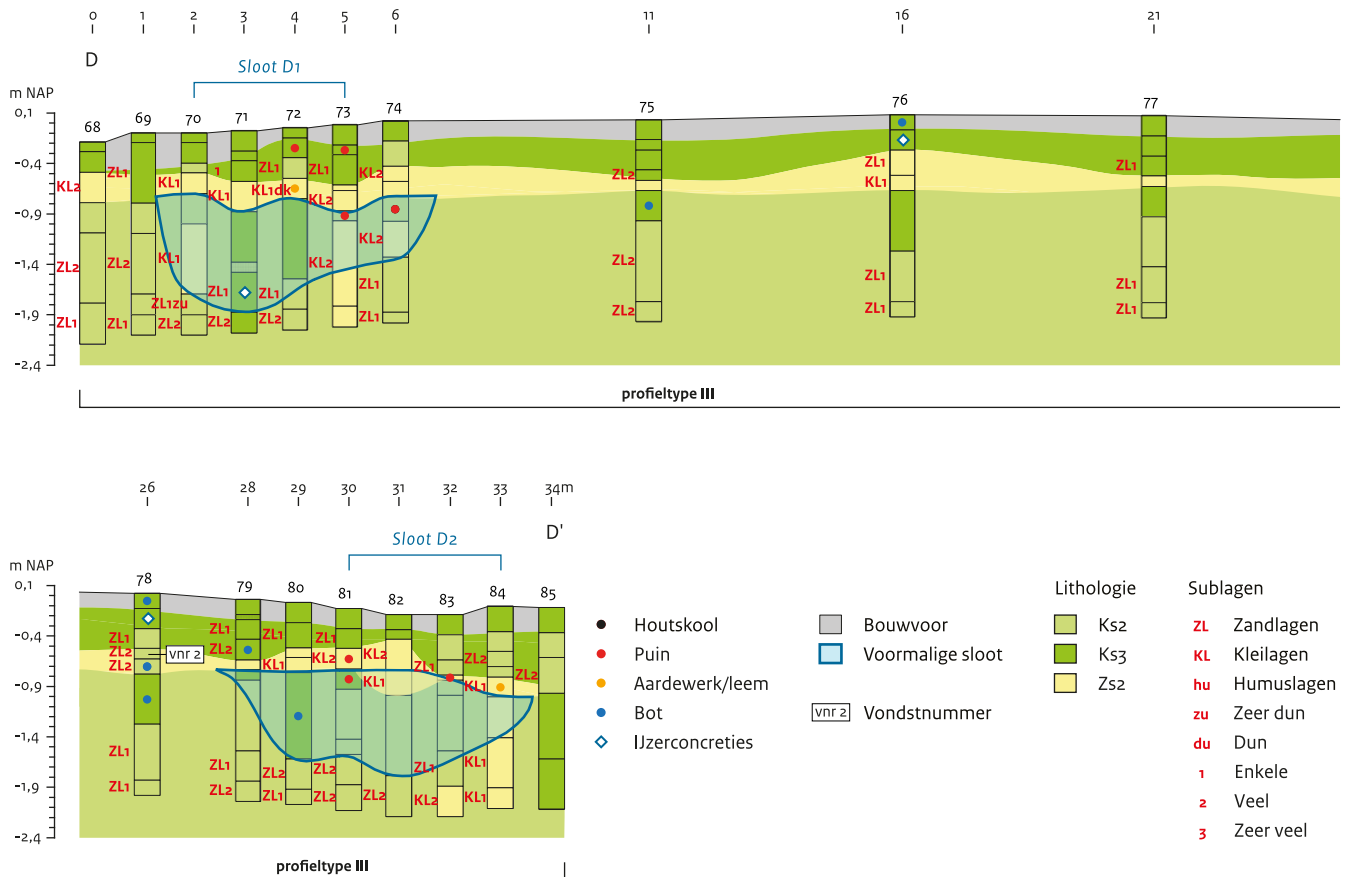 0 1 2 3 4 5 6 11 16 21
D
Sloot D1
m NAP
68 69 70 71 72 73 74 75 76 77
0,1
-0,4
-0,9
-1,4
-1,9
-2,4
KL2 ZL1 KL1 1 KL1 ZL1 KL1dk ZL1 KL2 KL2 ZL2 ZL1 KL1 ZL1
ZL2 ZL2 KL1 ZL1 ZL1 KL2 KL2 ZL1 ZL2 ZL1 ZL1
ZL1 ZL1 ZL1zu ZL2 ZL2 ZL2 ZL1 ZL2 ZL1 ZL1
profieltype III
26 28 29 30 31 32 33 34m
D'
Sloot D2
m NAP
78 79 80 81 82 83 84 85
0,1
-0,4
-0,9
-1,4
-1,9
-2,4
ZL1 ZL2 ZL2 vnr 2 ZL1 ZL2 ZL1 KL1 ZL1 KL2 KL2 KL1 ZL1 ZL2 KL1 ZL2
ZL1 ZL1 ZL2 ZL2 ZL1 KL1
ZL1 ZL2 ZL1 ZL2 ZL2 KL2 KL1
profieltype III
Houtskool
Puin
Aardewerk/leem
Bot
IJzerconcreties
Bouwvoor
Voormalige sloot
vnr 2 Vondstnummer
Lithologie
Ks2
Ks3
Zs2
Sublagen
ZL Zandlagen
KL Kleilagen
hu Humuslagen
zu Zeer dun
du Dun
1 Enkele
2 Veel
3 Zeer veel